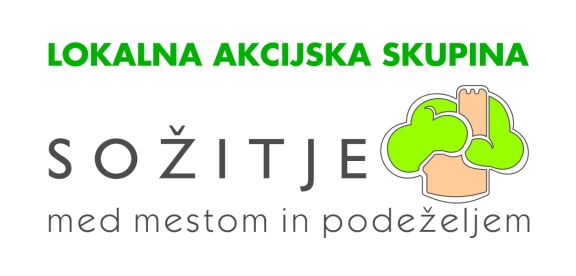 LOKALNA AKCIJSKA SKUPINA
SOŽITJE
med mestom in podeželjem